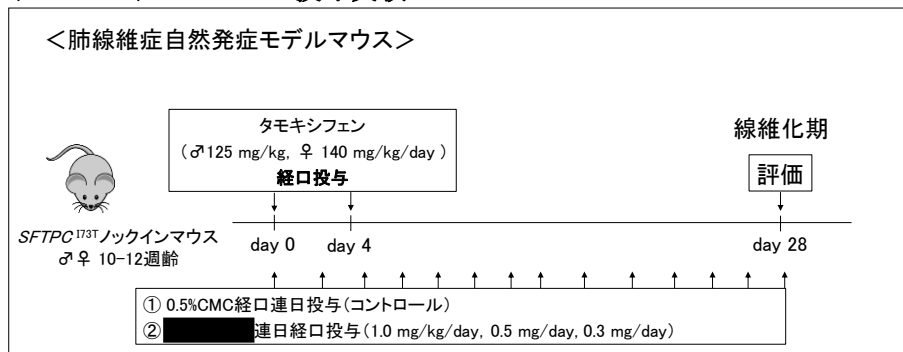 ＜肺線維症自然発症モデルマウス＞
タモキシフェン
（♂125 mg/kg, ♀ 140 mg/kg/day ）
経口投与
線維化期
評価
SFTPC I73Tノックインマウス
♂♀ 10-12週齢
day 0
day 4
day 28
① 0.5%CMC経口連日投与(コントロール)
② 連日経口投与(1.0 mg/kg/day, 0.5 mg/day, 0.3 mg/day)